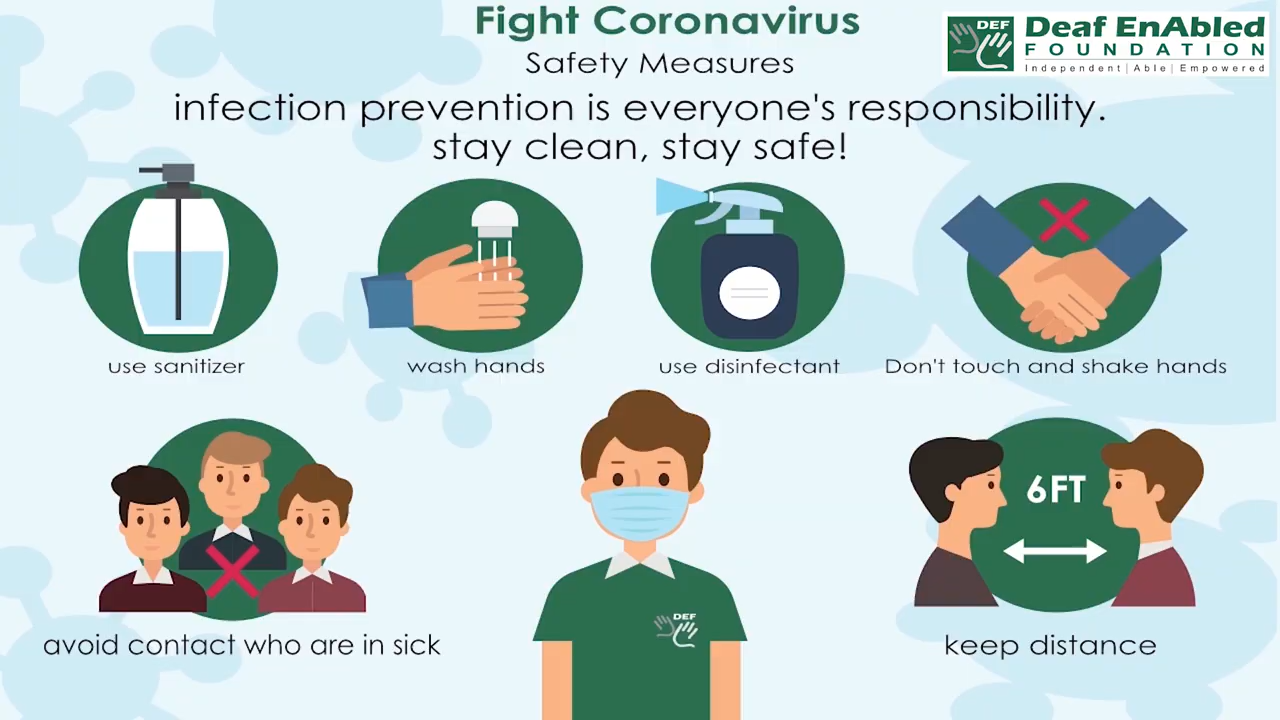 Fight Coronavirus
Safety Measures
DEF
Deaf EnAbled
FOUNDATION
Independent | Able | Empowered
infection prevention is everyone's responsibility.
stay clean, stay safe!
use sanitizer
wash hands
use disinfectant
Don't touch and shake hands
6FT
DEF
avoid contact who are in sick
keep distance